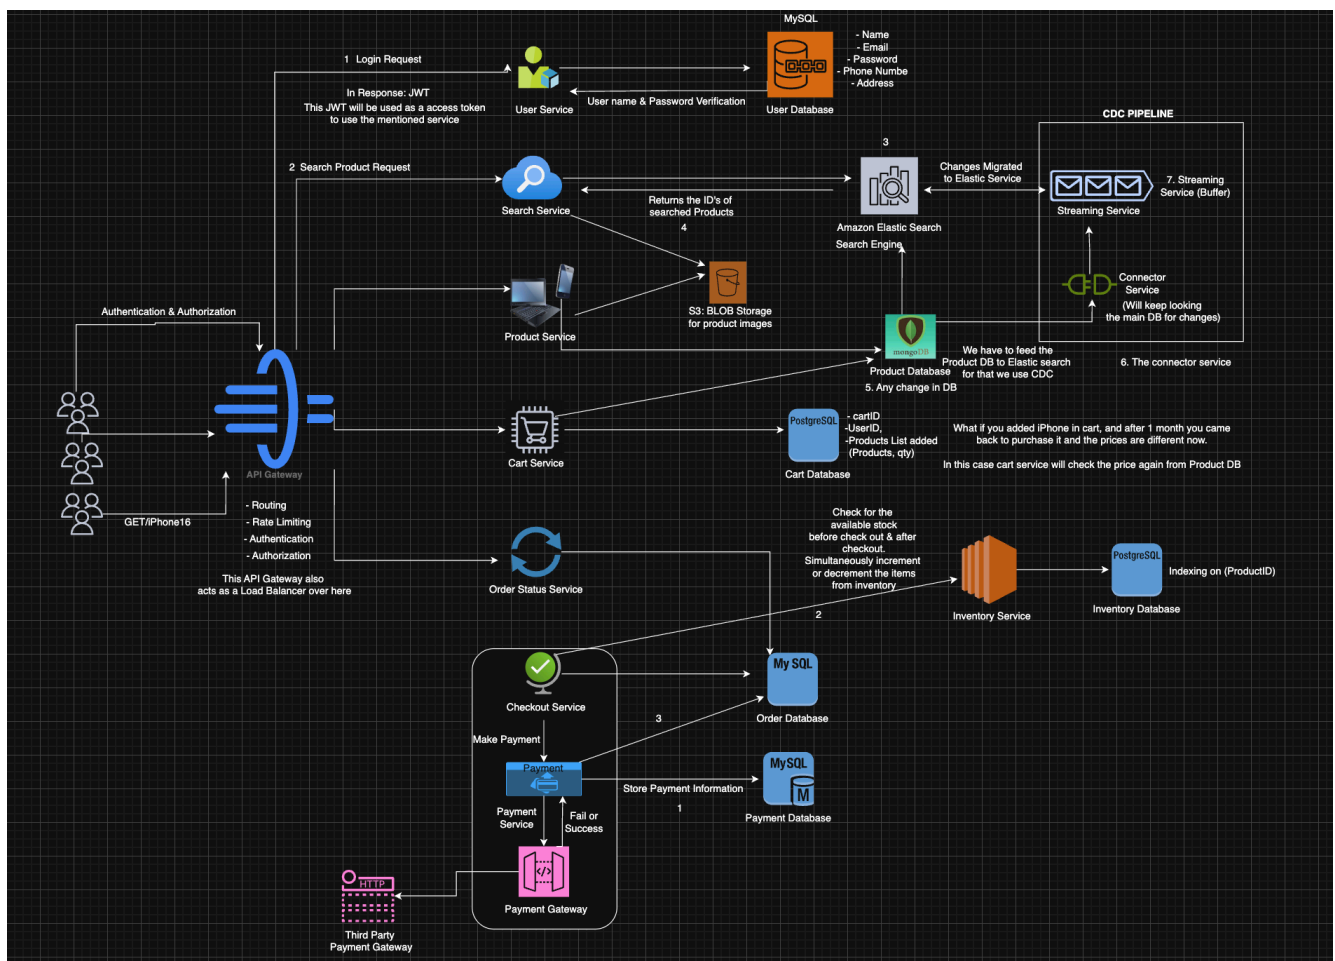 MySQL
- Name
- Email
- Password
- Phone Numbe
- Address
1 Login Request
In Response: JWT
This JWT will be used as a access token
to use the mentioned service
User Service
User name & Password Verification
User Database
CDC PIPELINE
2 Search Product Request
Search Service
Returns the ID's of
searched Products
4
3
Amazon Elastic Search
Search Engine
Changes Migrated
to Elastic Service
Streaming Service
7. Streaming
Service (Buffer)
Connector
Service
(Will keep looking
the main DB for changes)
6. The connector service
S3: BLOB Storage
for product images
Product Service
mongoDB
Product Database
5. Any change in DB
We have to feed the
Product DB to Elastic search
for that we use CDC
Authentication & Authorization
API Gateway
GET/iPhone16
- Routing
- Rate Limiting
- Authentication
- Authorization
This API Gateway also
acts as a Load Balancer over here
Cart Service
PostgreSQL
Cart Database
- cartID
-UserID,
-Products List added
(Products, qty)
What if you added iPhone in cart, and after 1 month you came
back to purchase it and the prices are different now.
In this case cart service will check the price again from Product DB
Order Status Service
Check for the
available stock
before check out & after
checkout.
Simultaneously increment
or decrement the items
from inventory
2
Inventory Service
PostgreSQL
Inventory Database
Indexing on (ProductID)
Checkout Service
My SQL
Order Database
3
Make Payment
Payment
Payment
Service
Fail or
Success
Store Payment Information
1
My SQL
M
Payment Database
</>
Payment Gateway
HTTP
Third Party
Payment Gateway